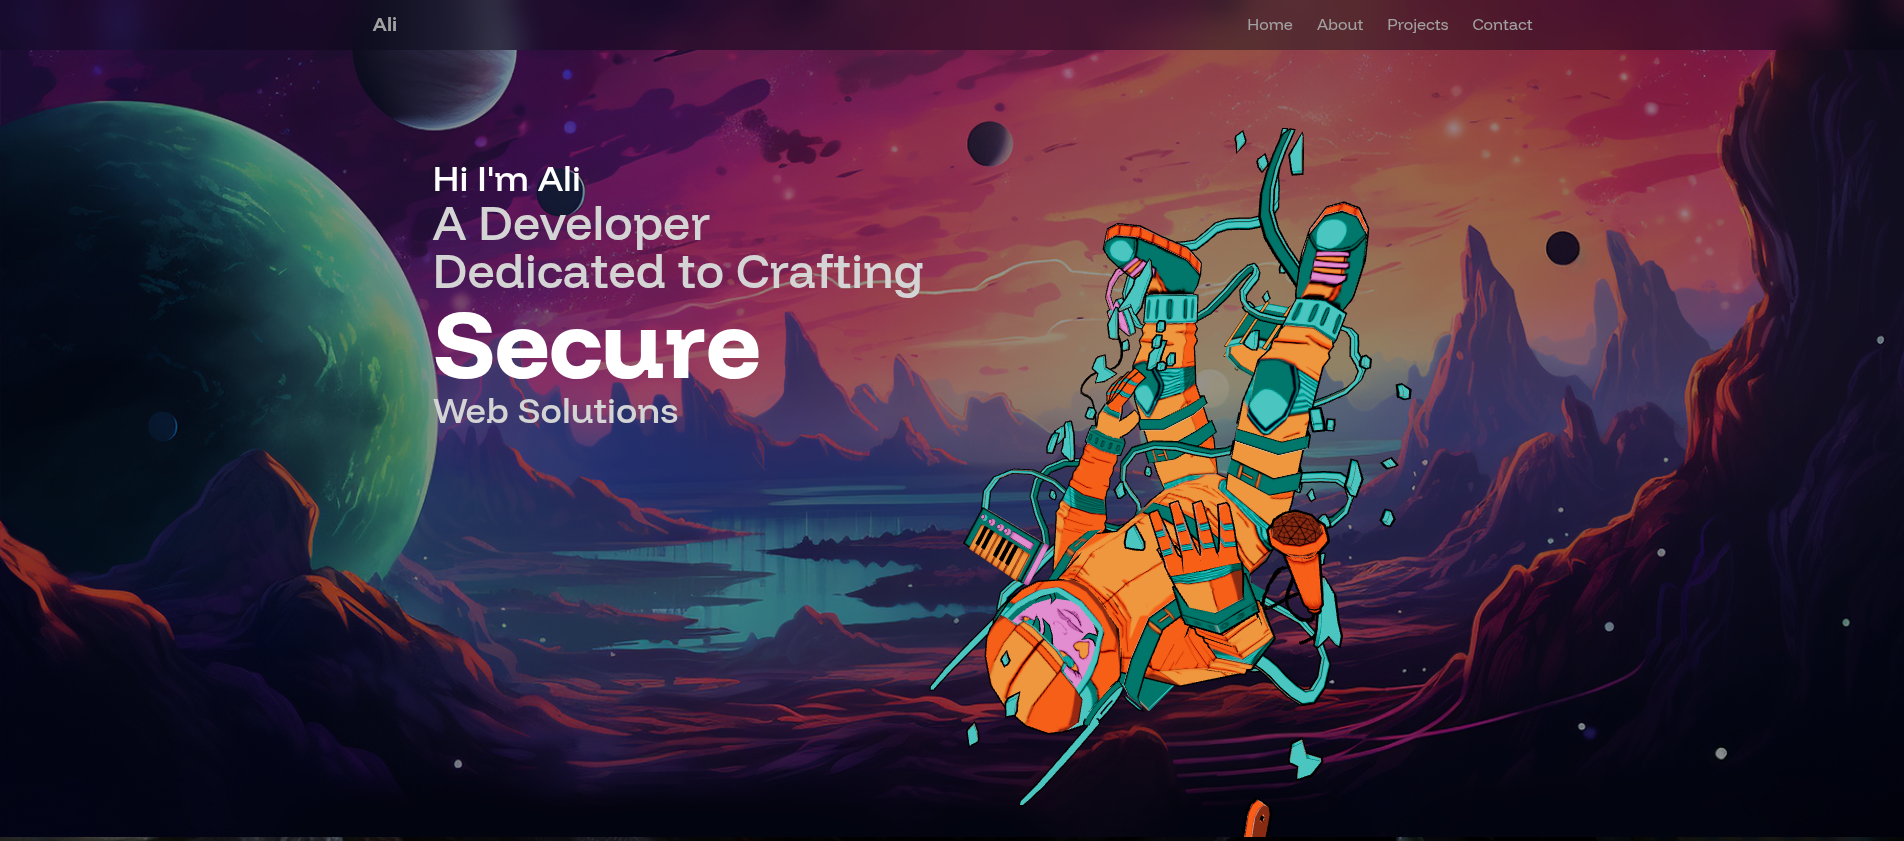 Ali
Home About Projects Contact
Hi I'm Ali
A Developer
Dedicated to Crafting
Secure
Web Solutions